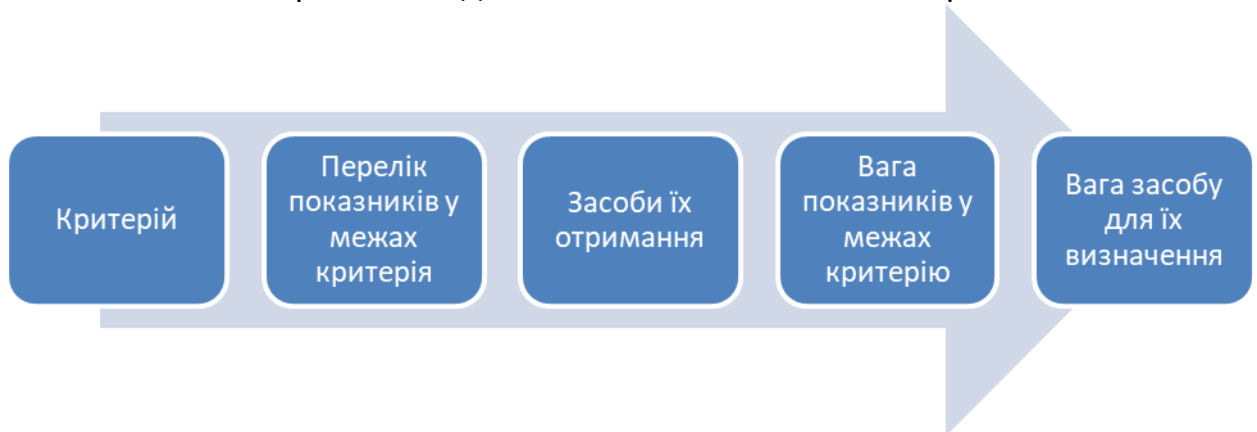 Критерій
Перелік
показників у
межах
критерія
Засоби їх
отримання
Вага
показників у
межах
критерію
Вага засобу
для їх
визначення